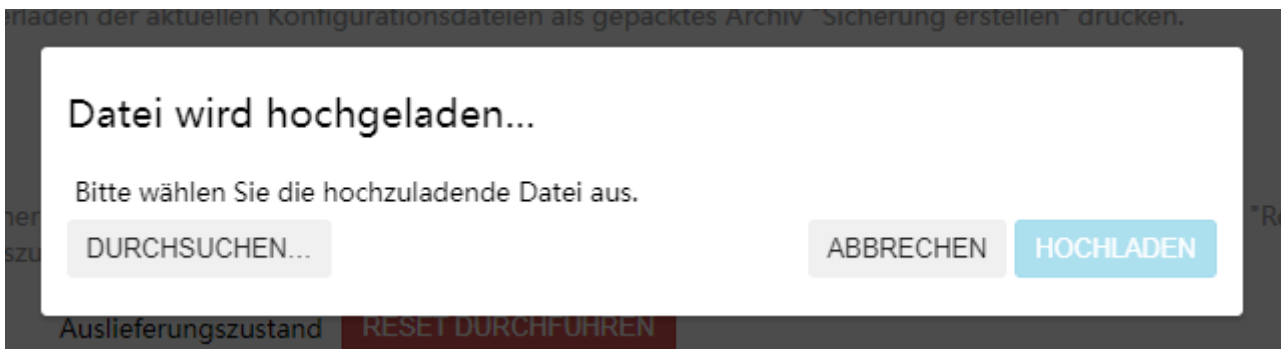 erladen der aktuellen Konfigurationsdateien als gepacktes Archiv "Sicherung erstellen" drücken.
Datei wird hochgeladen...
Bitte wählen Sie die hochzuladende Datei aus.
DURCHSUCHEN...
ABBRECHEN
HOCHLADEN
Auslieferungszustand
RESET DURCHFÜHREN